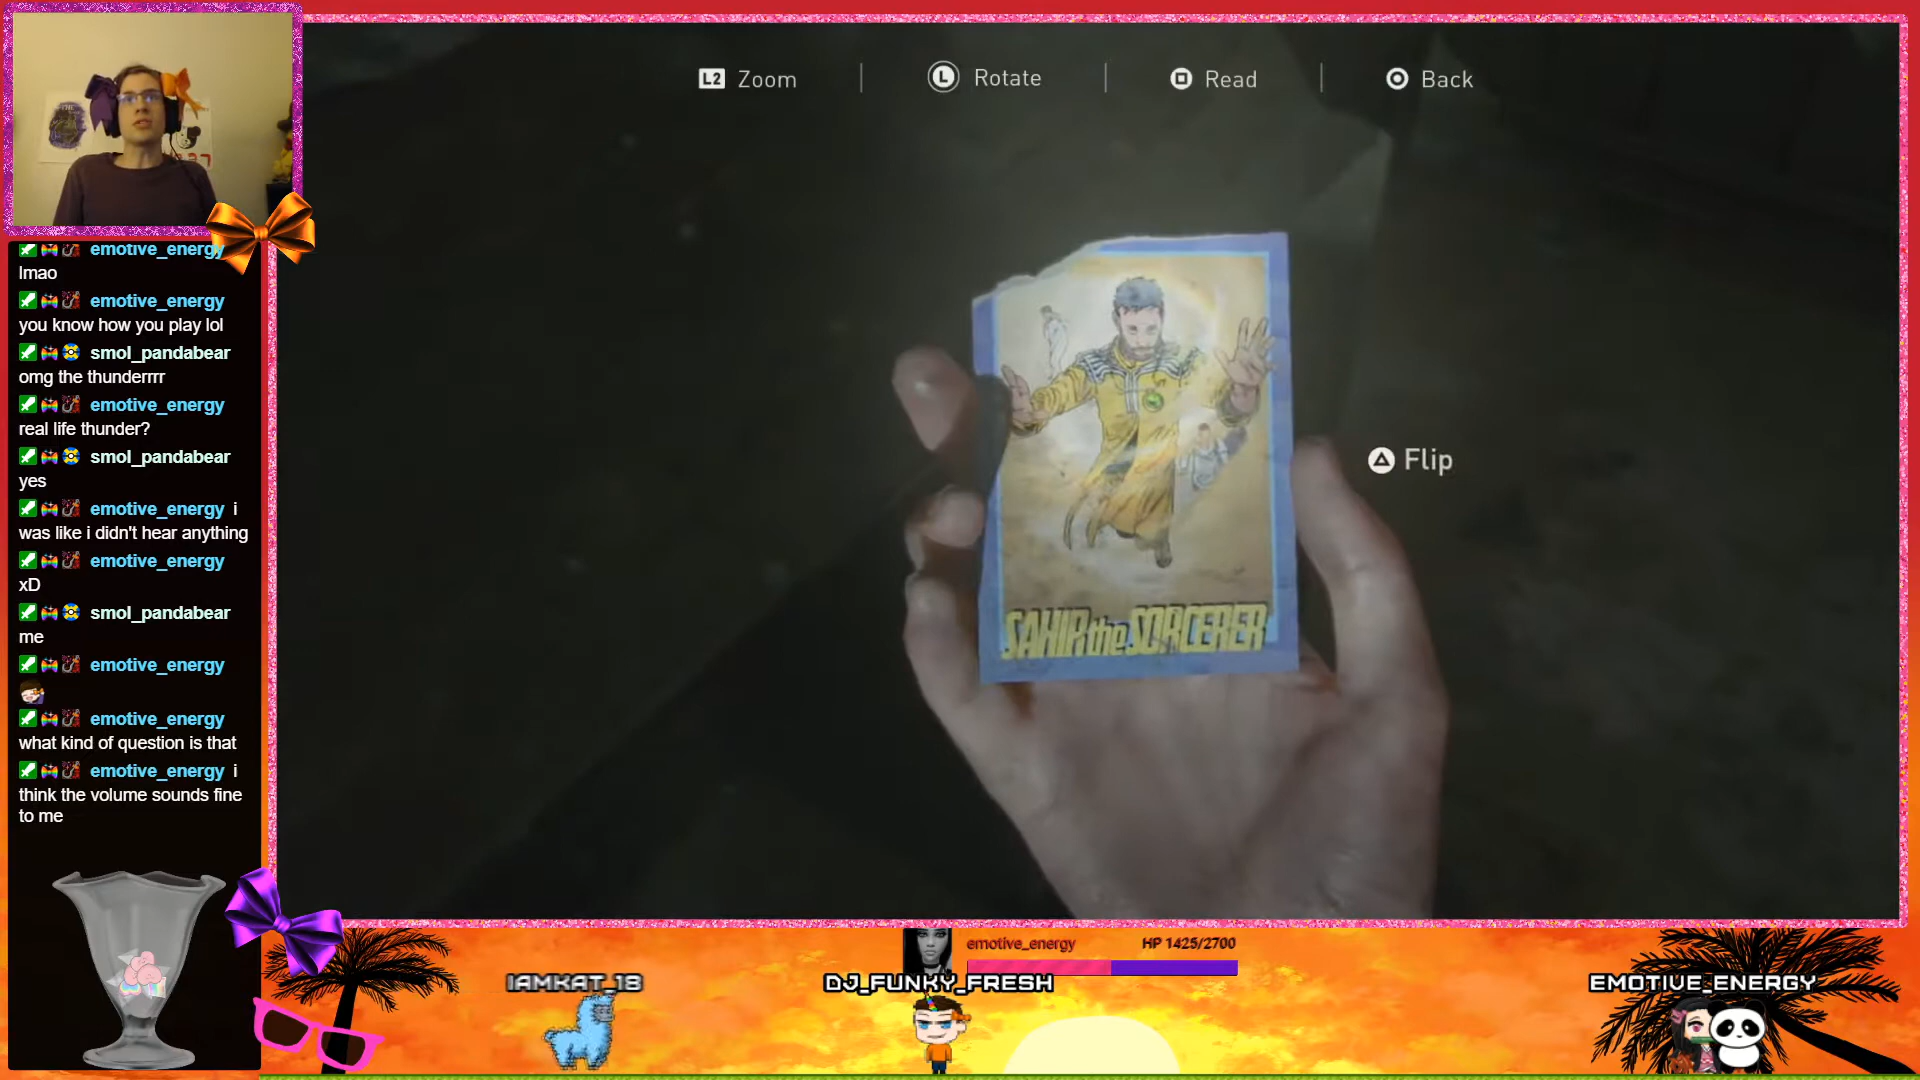 L2 Zoom
L Rotate
Read
Back
Flip
SAHIR the SORCERER
emotive_energy
lmao
emotive_energy
you know how you play lol
smol_pandabear
omg the thunderrrr
emotive_energy
real life thunder?
smol_pandabear
yes
emotive_energy i
was like i didn't hear anything
emotive_energy
xD
smol_pandabear
me
emotive_energy
emotive_energy
what kind of question is that
emotive_energy i
think the volume sounds fine
to me
emotive_energy HP 1425/2700
IAMKAT_18
DJ_FUNKY_FRESH
EMOTIVE_ENERGY